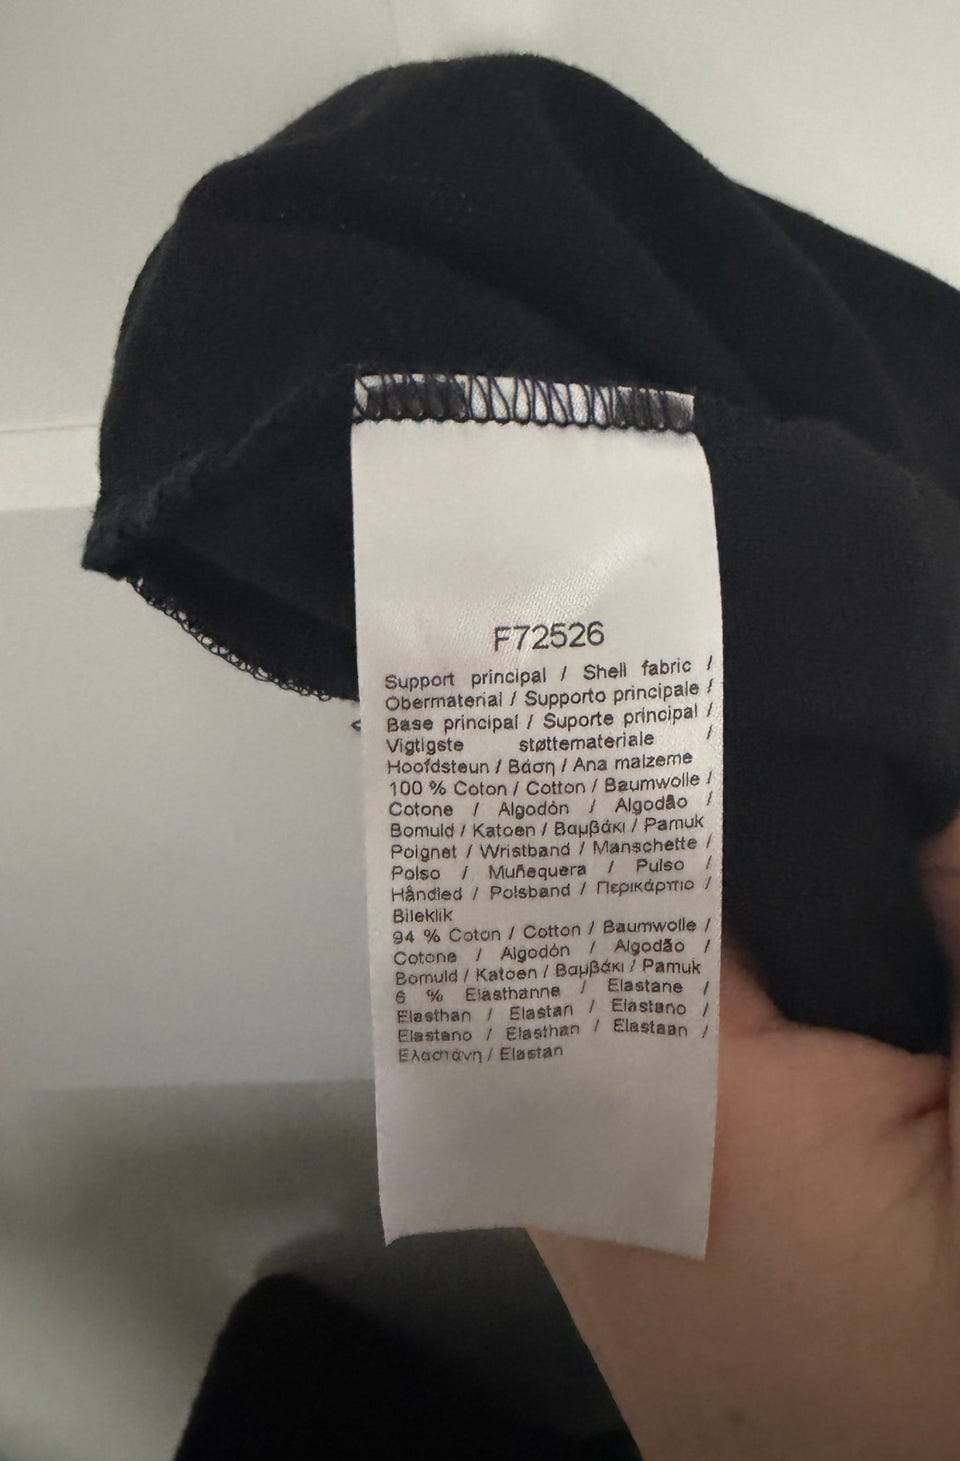 F72526
Support principal / Shell fabric /
Obermaterial / Supporto principale /
Base principal / Suporte principal /
Vigtigste støttemateriale /
Hoofdsteun / Βάση / Ana malzeme
100 % Coton / Cotton / Baumwolle /
Cotone / Algodón / Algodão /
Bomuld / Katoen / Βαμβάκι / Pamuk
Poignet / Wristband / Manschette /
Polso / Muñequera / Pulso /
Håndled / Polsband / Περικάρπιο /
Bileklik
94 % Coton / Cotton / Baumwolle /
Cotone / Algodón / Algodão /
Bomuld / Katoen / Βαμβάκι / Pamuk
6 % Elasthanne / Elastane /
Elasthan / Elastan / Elastano /
Elastano / Elasthan / Elastaan /
Ελαστάνη / Elastan